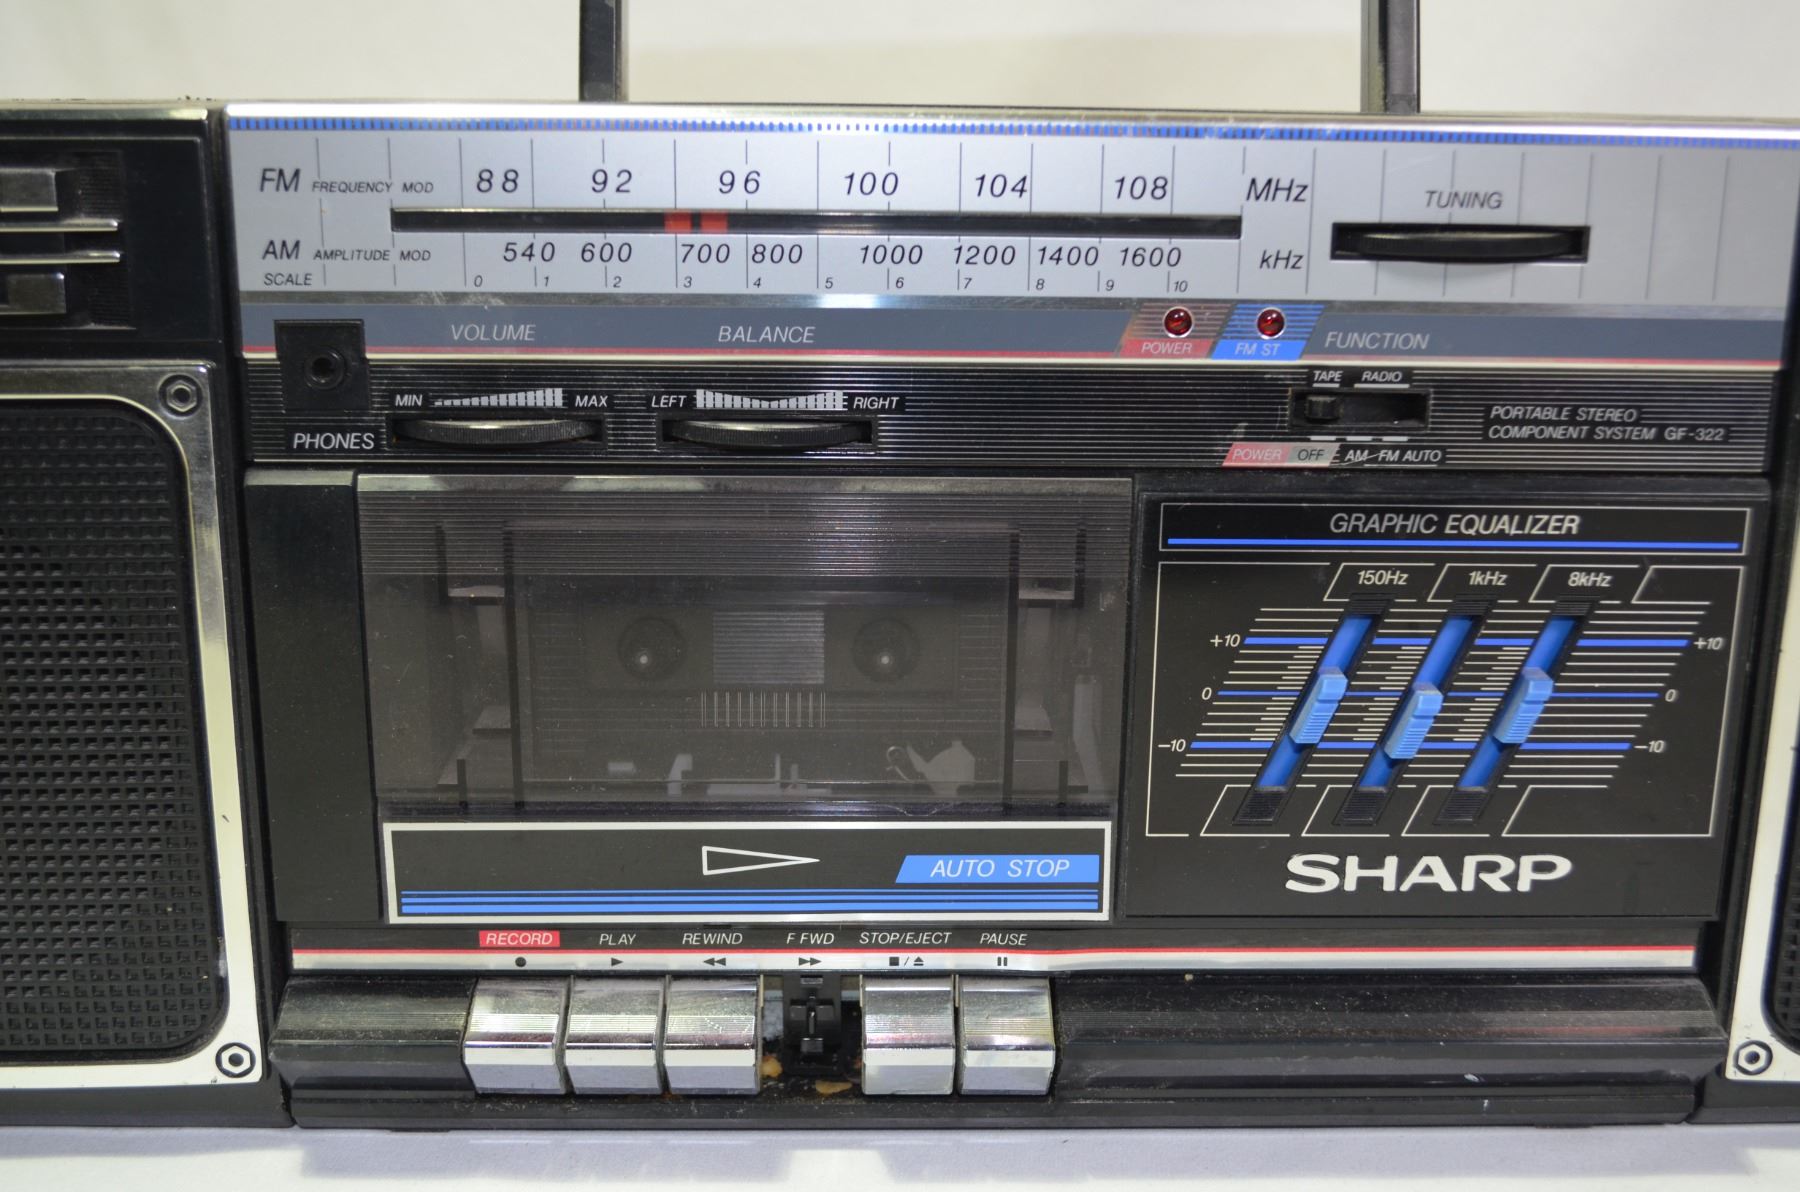 FM FREQUENCY MOD 88 92 96 100 104 108 MHz
TUNING
AM AMPLITUDE MOD 540 600 700 800 1000 1200 1400 1600 kHz
SCALE 0 1 2 3 4 5 6 7 8 9 10
VOLUME BALANCE POWER FM ST FUNCTION
TAPE RADIO
MIN MAX LEFT RIGHT
PORTABLE STEREO
COMPONENT SYSTEM GF-322
PHONES
POWER OFF AM FM AUTO
GRAPHIC EQUALIZER
150Hz 1kHz 8kHz
+10 +10
0 0
-10 -10
SHARP
AUTO STOP
RECORD PLAY REWIND F FWD STOP/EJECT PAUSE